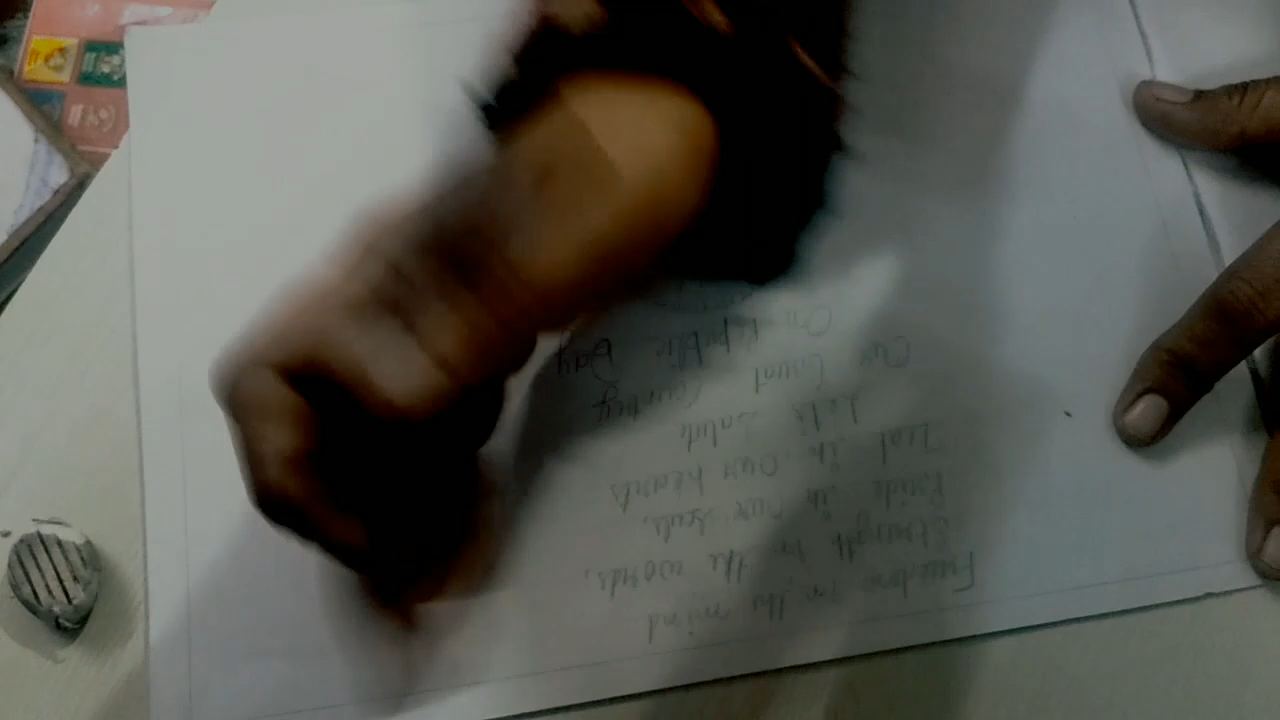 Freedom in the mind
Strength in the words,
Pride in our souls,
Zeal in our hearts
Lets salute
Our Great Country
On Republic Day